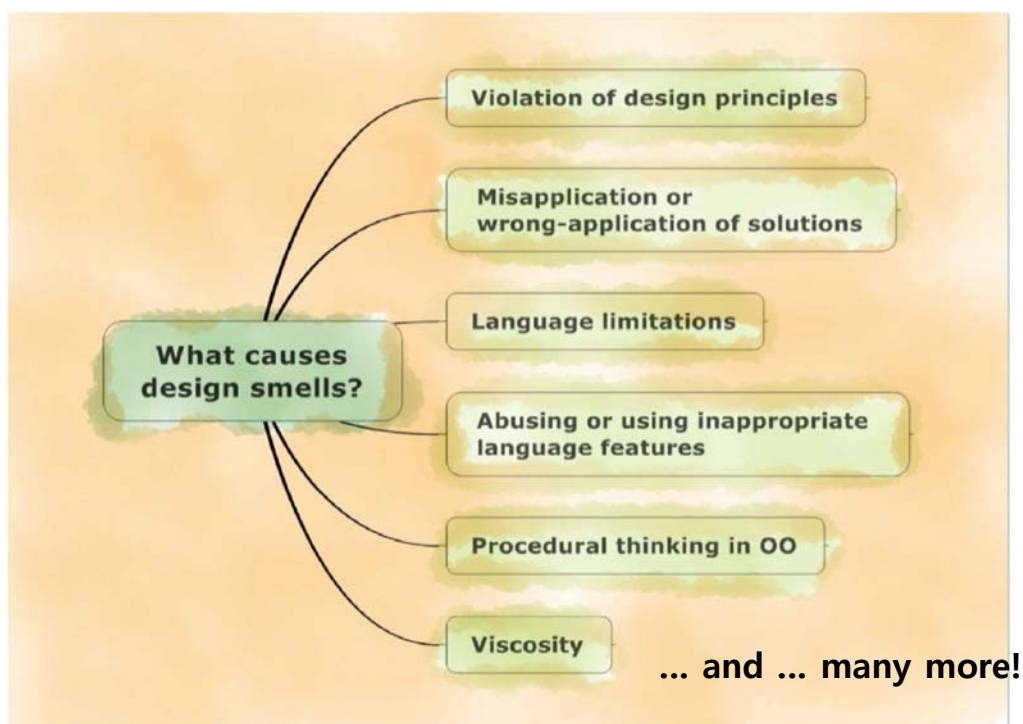 What causes
design smells?
Violation of design principles
Misapplication or
wrong-application of solutions
Language limitations
Abusing or using inappropriate
language features
Procedural thinking in OO
Viscosity
... and ... many more!